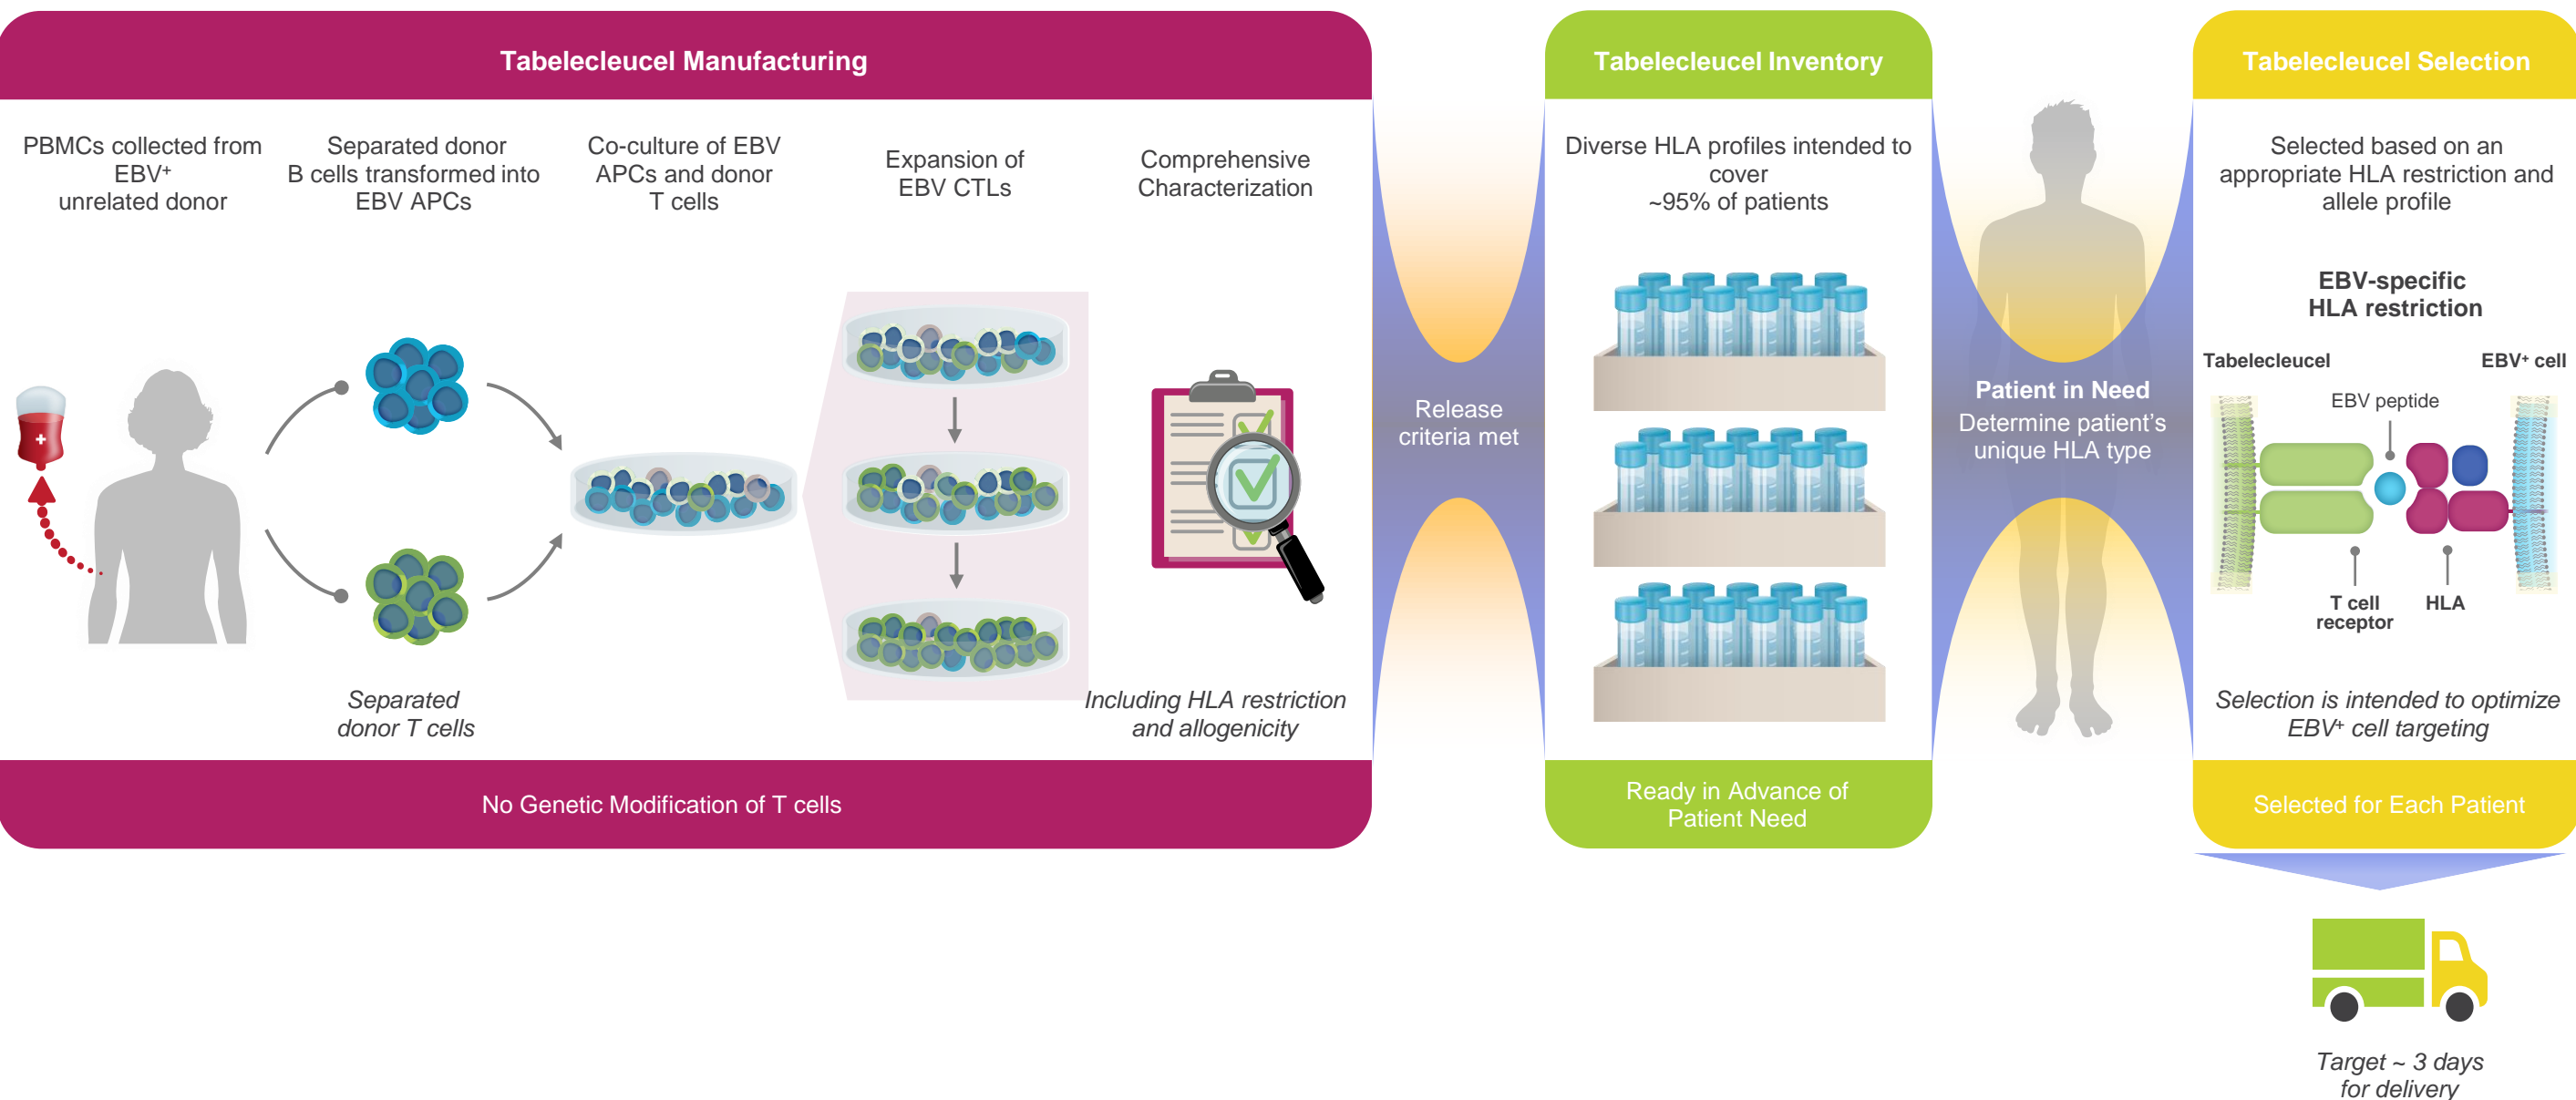 Tabelecleucel Manufacturing
PBMCs collected from
EBV+
unrelated donor
Separated donor
B cells transformed into
EBV APCs
Co-culture of EBV
APCs and donor
T cells
Expansion of
EBV CTLs
Comprehensive
Characterization
Separated
donor T cells
Including HLA restriction
and allogenicity
No Genetic Modification of T cells
Release
criteria met
Tabelecleucel Inventory
Diverse HLA profiles intended to
cover
~95% of patients
Ready in Advance of
Patient Need
Patient in Need
Determine patient’s
unique HLA type
Tabelecleucel Selection
Selected based on an
appropriate HLA restriction and
allele profile
EBV-specific
HLA restriction
Tabelecleucel
EBV+ cell
EBV peptide
T cell
receptor
HLA
Selection is intended to optimize
EBV+ cell targeting
Selected for Each Patient
Target ~ 3 days
for delivery